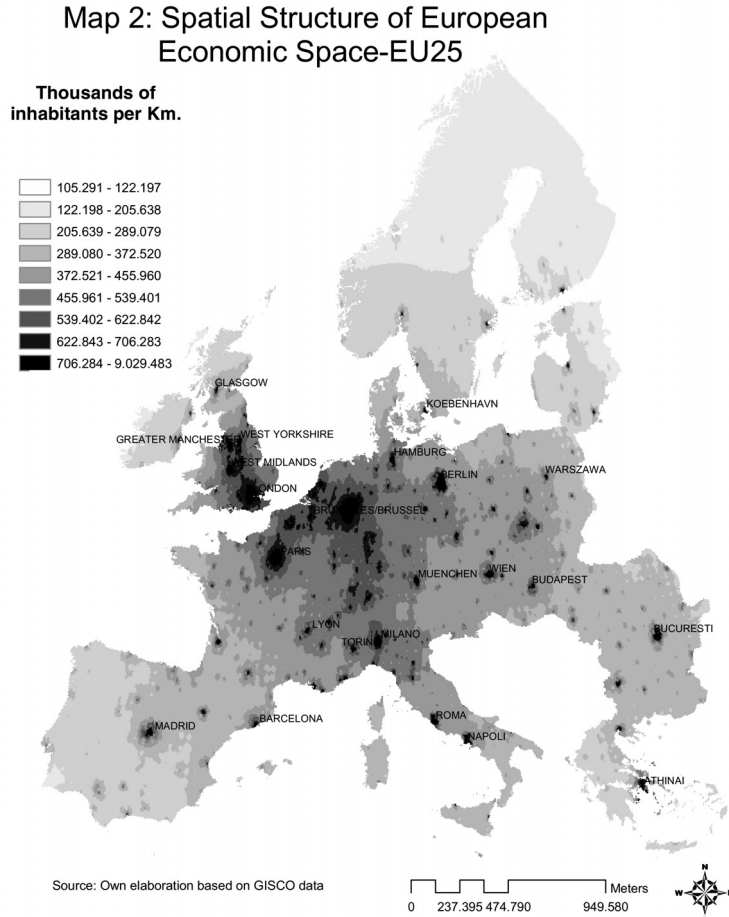 Map 2: Spatial Structure of European
Economic Space-EU25
Thousands of
inhabitants per Km.
105.291 - 122.197
122.198 - 205.638
205.639 - 289.079
289.080 - 372.520
372.521 - 455.960
455.961 - 539.401
539.402 - 622.842
622.843 - 706.283
706.284 - 9.029.483
GLASGOW
KOEBENHAVN
WEST YORKSHIRE
GREATER MANCHESTER
HAMBURG
WEST MIDLANDS
BERLIN
WARSZAWA
LONDON
BRUXELLES/BRUSSEL
PARIS
WIEN
MUENCHEN
BUDAPEST
LYON
BUCURESTI
MILANO
TORINO
BARCELONA
ROMA
MADRID
NAPOLI
ATHINAI
Source: Own elaboration based on GISCO data
Meters
0 237.395 474.790 949.580
N
W E
S